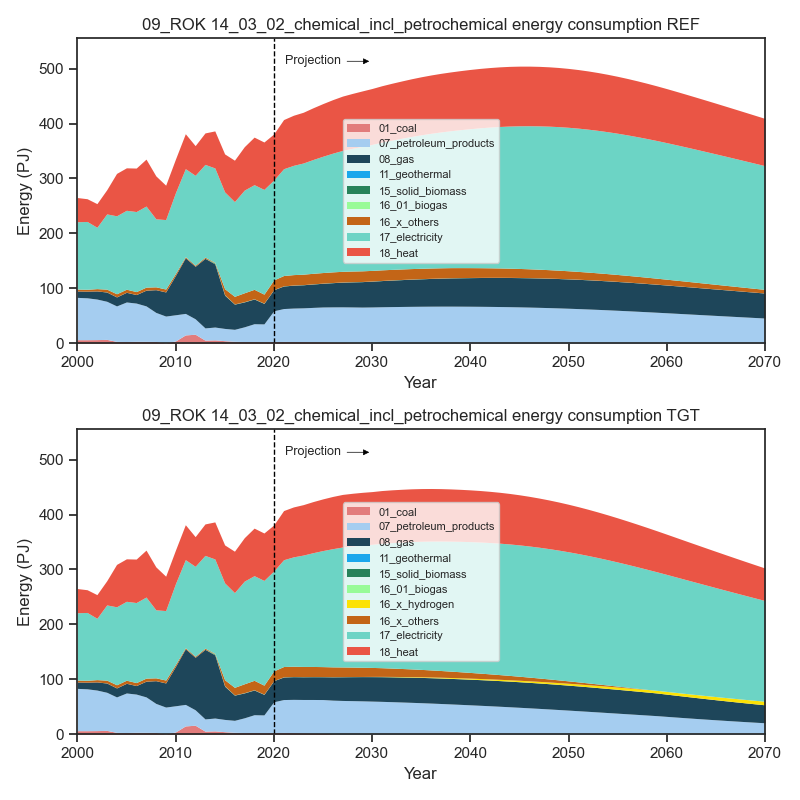 09_ROK 14_03_02_chemical_incl_petrochemical energy consumption REF
Projection
500
400
300
200
100
0
Energy (PJ)
01_coal
07_petroleum_products
08_gas
11_geothermal
15_solid_biomass
16_01_biogas
16_x_others
17_electricity
18_heat
2000 2010 2020 2030 2040 2050 2060 2070
Year
09_ROK 14_03_02_chemical_incl_petrochemical energy consumption TGT
Projection
500
400
300
200
100
0
Energy (PJ)
01_coal
07_petroleum_products
08_gas
11_geothermal
15_solid_biomass
16_01_biogas
16_x_hydrogen
16_x_others
17_electricity
18_heat
2000 2010 2020 2030 2040 2050 2060 2070
Year